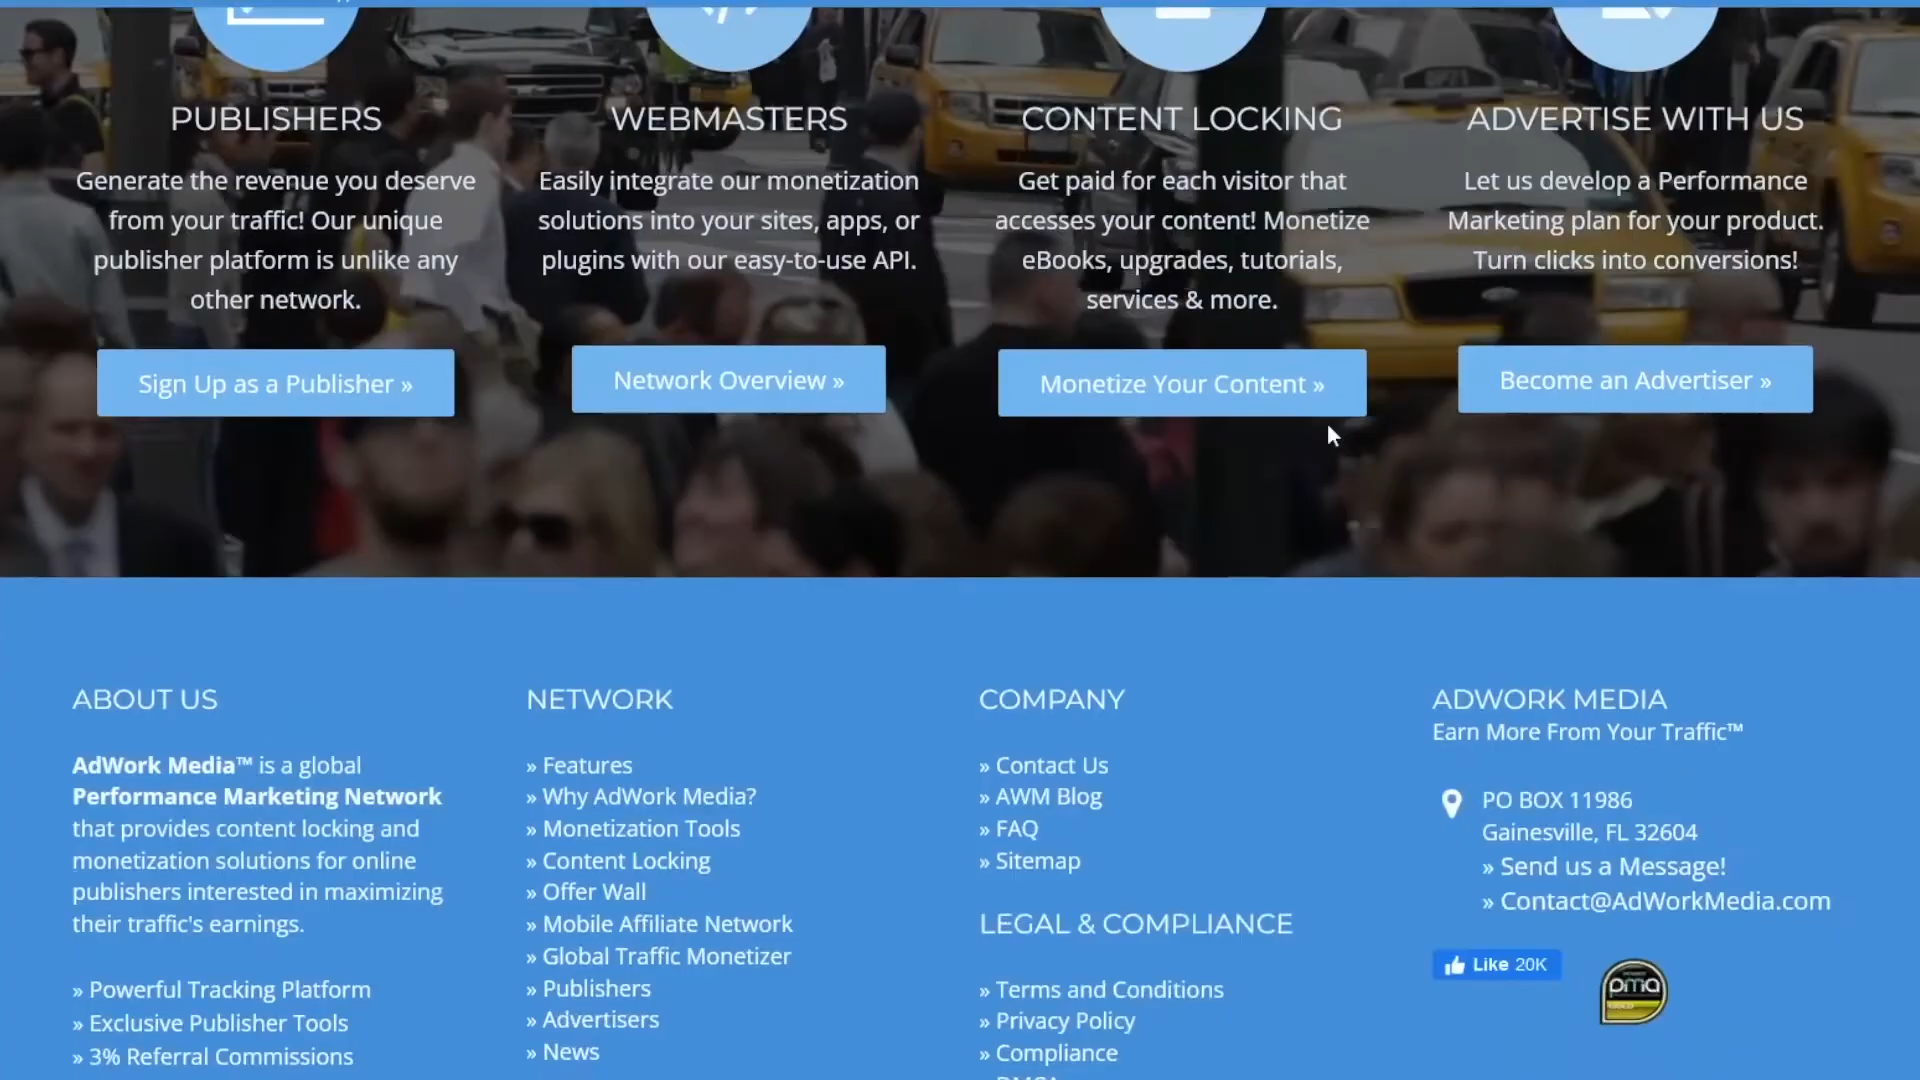 PUBLISHERS
Generate the revenue you deserve
from your traffic! Our unique
publisher platform is unlike any
other network.
Sign Up as a Publisher »
WEBMASTERS
Easily integrate our monetization
solutions into your sites, apps, or
plugins with our easy-to-use API.
Network Overview »
CONTENT LOCKING
Get paid for each visitor that
accesses your content! Monetize
eBooks, upgrades, tutorials,
services & more.
Monetize Your Content »
ADVERTISE WITH US
Let us develop a Performance
Marketing plan for your product.
Turn clicks into conversions!
Become an Advertiser »
ABOUT US
AdWork Media™ is a global
Performance Marketing Network
that provides content locking and
monetization solutions for online
publishers interested in maximizing
their traffic's earnings.
» Powerful Tracking Platform
» Exclusive Publisher Tools
» 3% Referral Commissions
NETWORK
» Features
» Why AdWork Media?
» Monetization Tools
» Content Locking
» Offer Wall
» Mobile Affiliate Network
» Global Traffic Monetizer
» Publishers
» Advertisers
» News
COMPANY
» Contact Us
» AWM Blog
» FAQ
» Sitemap
LEGAL & COMPLIANCE
» Terms and Conditions
» Privacy Policy
» Compliance
ADWORK MEDIA
Earn More From Your Traffic™
PO BOX 11986
Gainesville, FL 32604
» Send us a Message!
» Contact@AdWorkMedia.com
Like 20K
pma